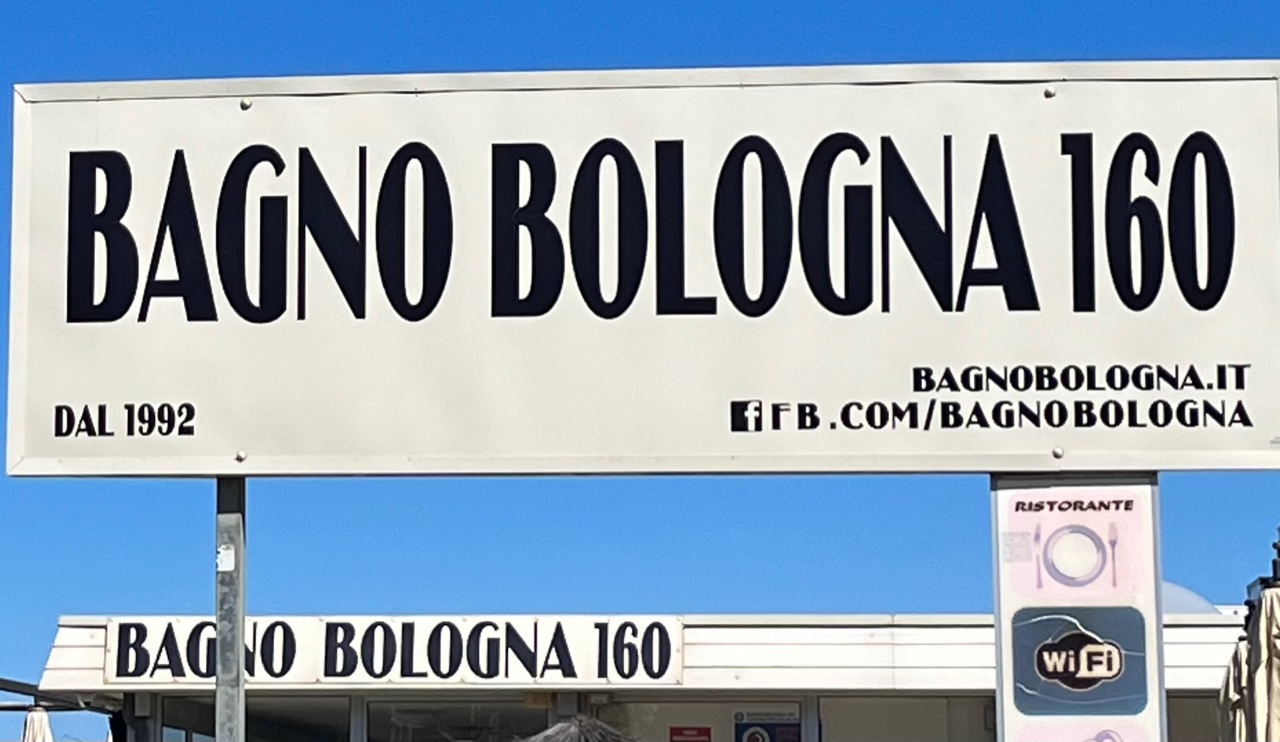 BAGNO BOLOGNA 160
BAGNOBOLOGNA.IT
DAL 1992
f FB.COM/BAGNOBOLOGNA
RISTORANTE
WiFi
BAGNO BOLOGNA 160